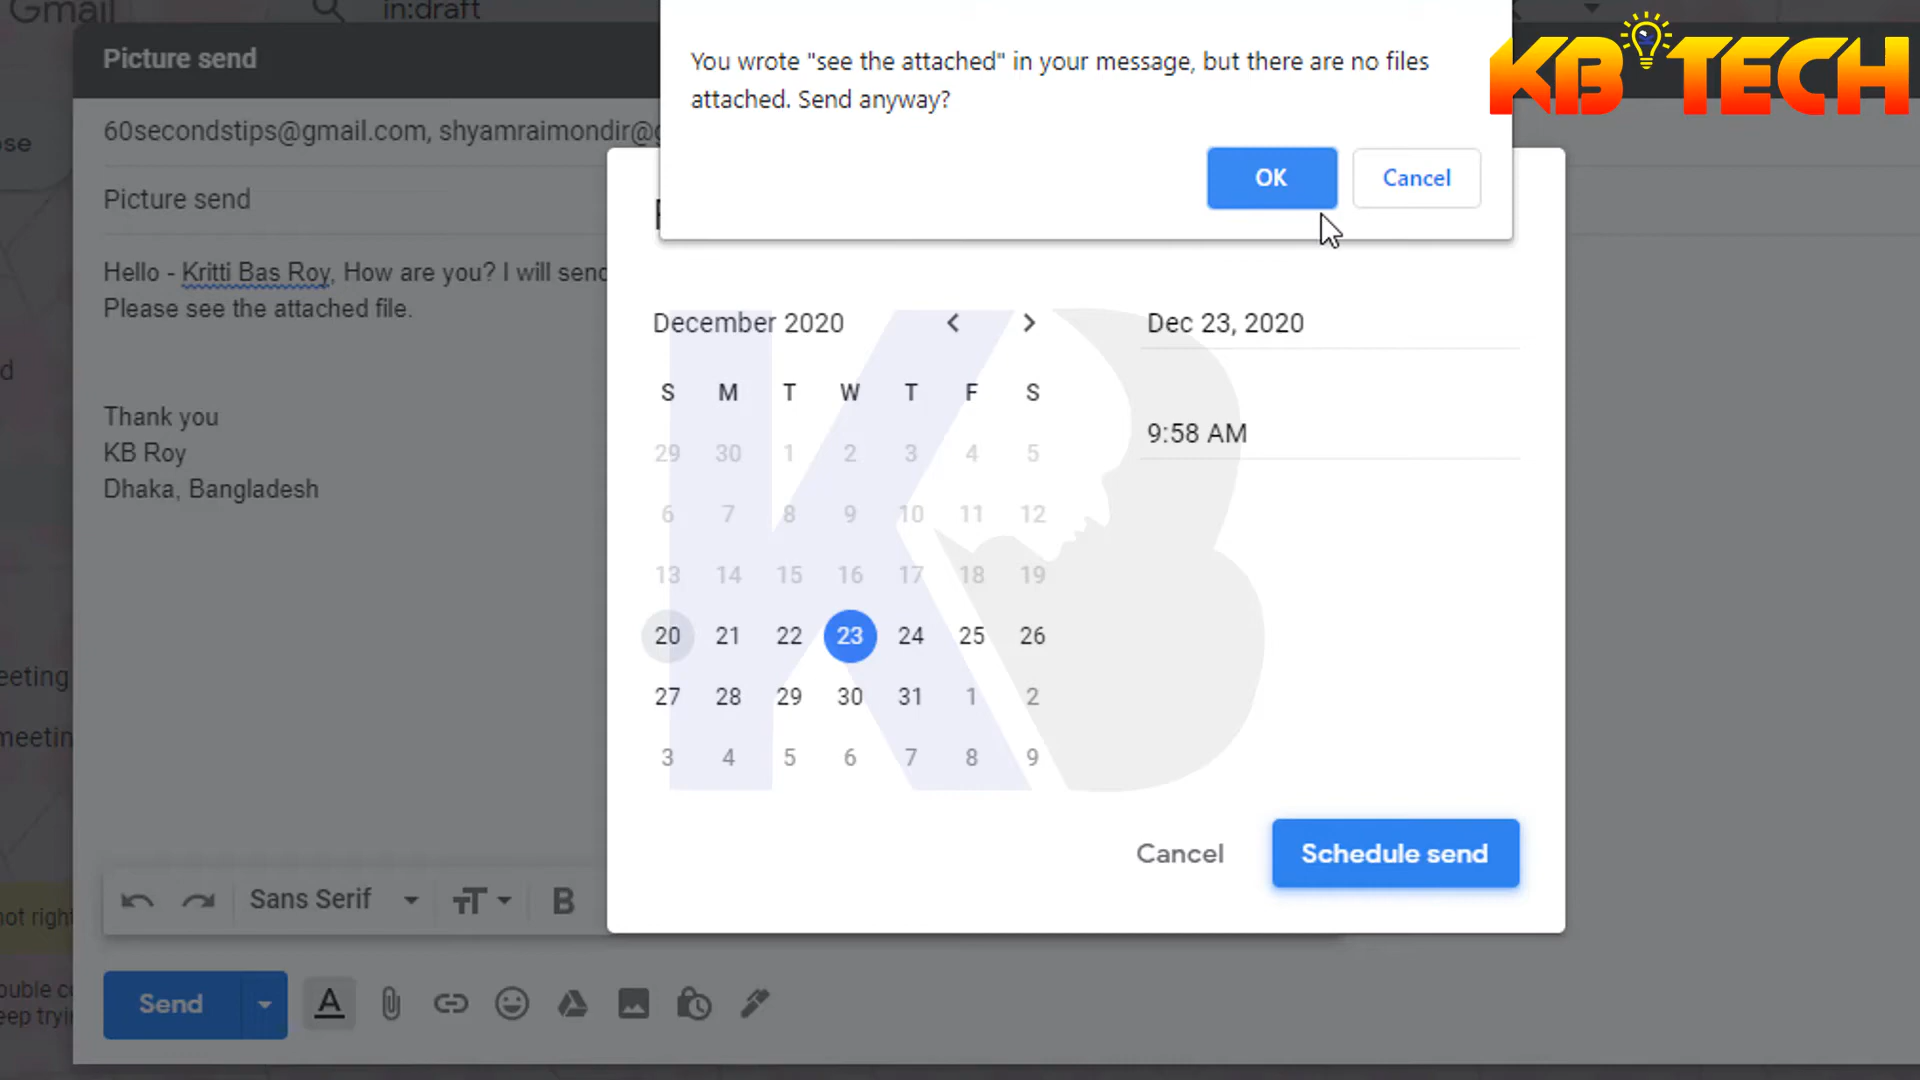 Gmail
in:draft
KB TECH
Picture send
You wrote "see the attached" in your message, but there are no files
attached. Send anyway?
OK
Cancel
60secondstips@gmail.com, shyamraimondir@
Picture send
Hello - Kritti Bas Roy, How are you? I will send
Please see the attached file.
Thank you
KB Roy
Dhaka, Bangladesh
December 2020
Dec 23, 2020
9:58 AM
S M T W T F S
29 30 1 2 3 4 5
6 7 8 9 10 11 12
13 14 15 16 17 18 19
20 21 22 23 24 25 26
27 28 29 30 31 1 2
3 4 5 6 7 8 9
Cancel
Schedule send
Sans Serif
B
Send
eeting
meetin
not right